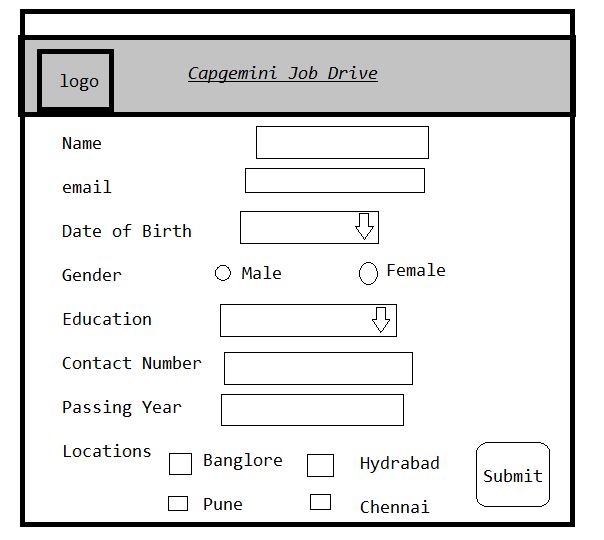 logo
Capgemini Job Drive
Name
email
Date of Birth
Gender Male Female
Education
Contact Number
Passing Year
Locations Banglore Hydrabad
Submit
Pune Chennai